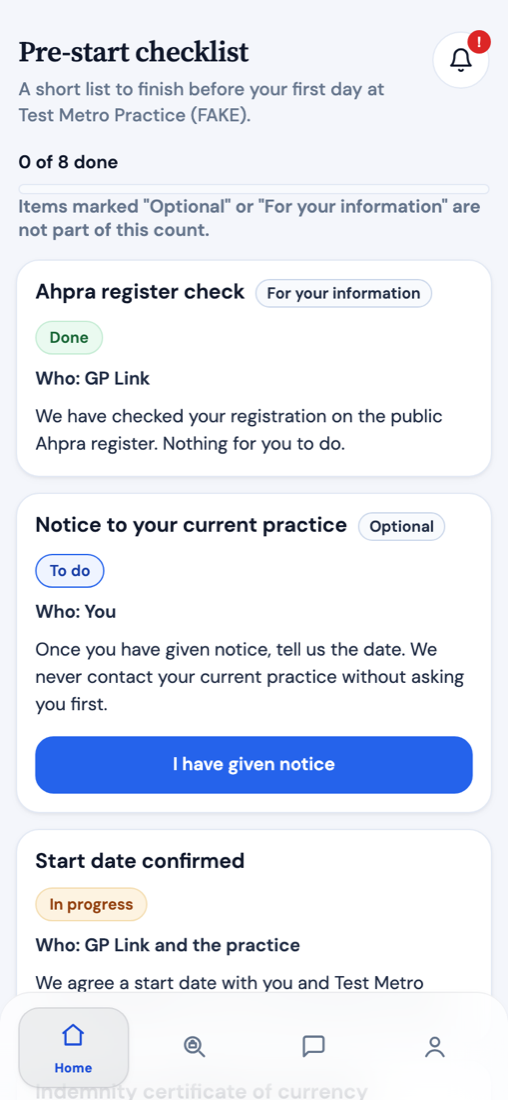 Pre-start checklist
!
A short list to finish before your first day at
Test Metro Practice (FAKE).
0 of 8 done
Items marked "Optional" or "For your information" are
not part of this count.
Ahpra register check For your information
Done
Who: GP Link
We have checked your registration on the public
Ahpra register. Nothing for you to do.
Notice to your current practice Optional
To do
Who: You
Once you have given notice, tell us the date. We
never contact your current practice without asking
you first.
I have given notice
Start date confirmed
In progress
Who: GP Link and the practice
We agree a start date with you and Test Metro
Home
Indemnity certificate of currency